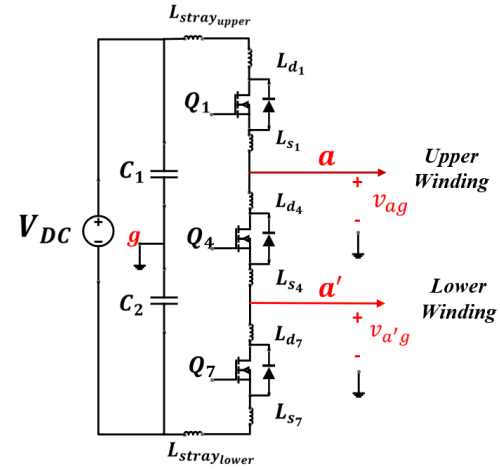 L_stray_upper
L_d1
Q_1
L_s1
C_1
a
Upper
Winding
+
v_ag
-
L_d4
V_DC
+
-
g
Q_4
C_2
L_s4
a'
Lower
Winding
+
v_a'g
-
L_d7
Q_7
L_s7
L_stray_lower